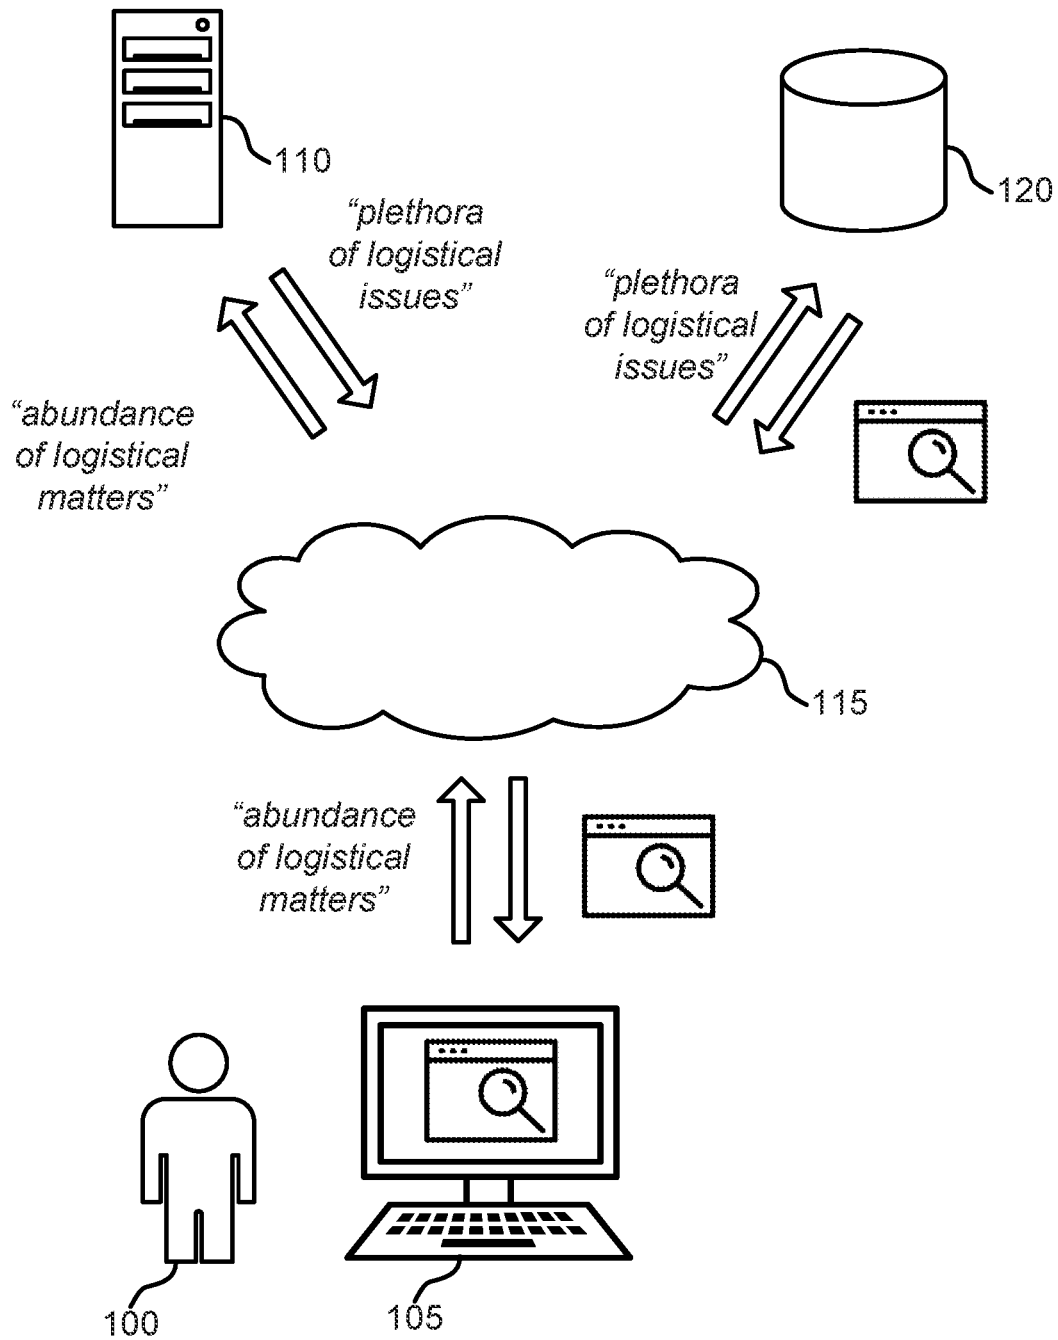 110
120
“plethora
of logistical
issues”
“plethora
of logistical
issues”
“abundance
of logistical
matters”
115
“abundance
of logistical
matters”
100
105